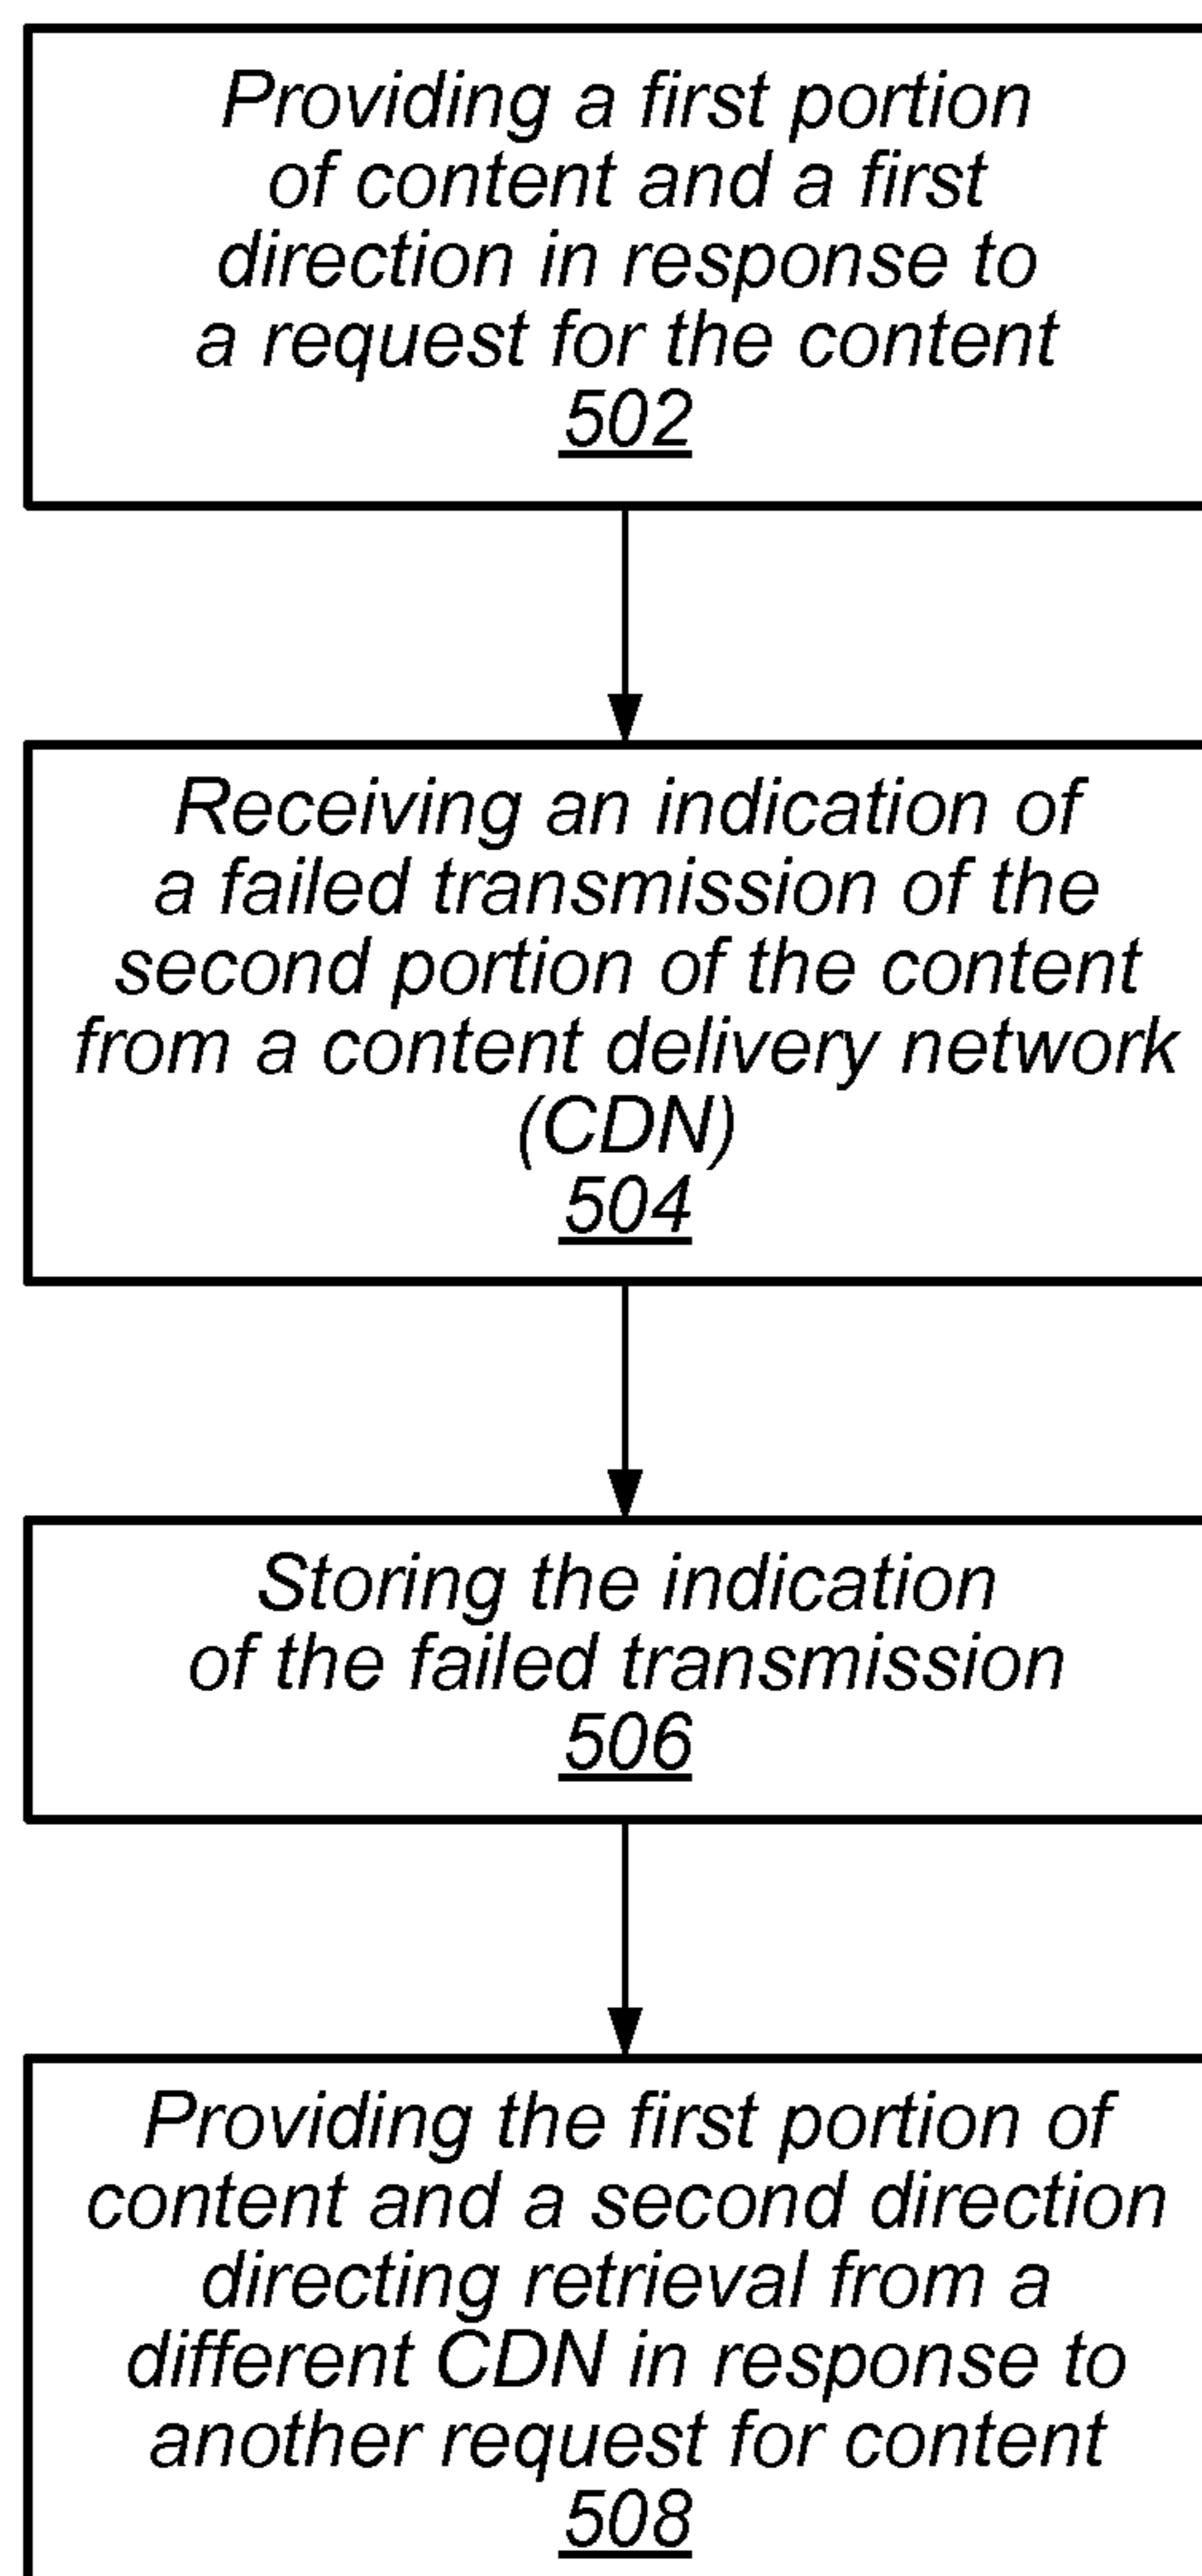 Providing a first portion
of content and a first
direction in response to
a request for the content
502
Receiving an indication of
a failed transmission of the
second portion of the content
from a content delivery network
(CDN)
504
Storing the indication
of the failed transmission
506
Providing the first portion of
content and a second direction
directing retrieval from a
different CDN in response to
another request for content
508